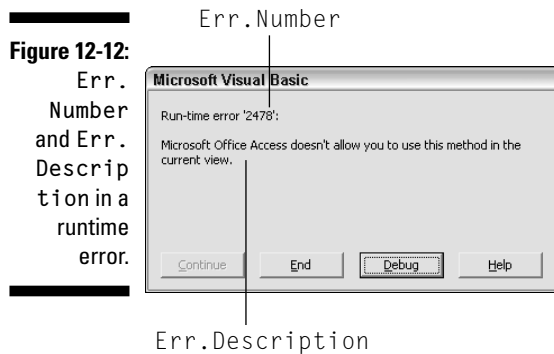 Err.Number
Figure 12-12:
Err.
Number
and Err.
Descrip
tion in a
runtime
error.
Microsoft Visual Basic
Run-time error '2478':
Microsoft Office Access doesn't allow you to use this method in the
current view.
Continue End Debug Help
Err.Description